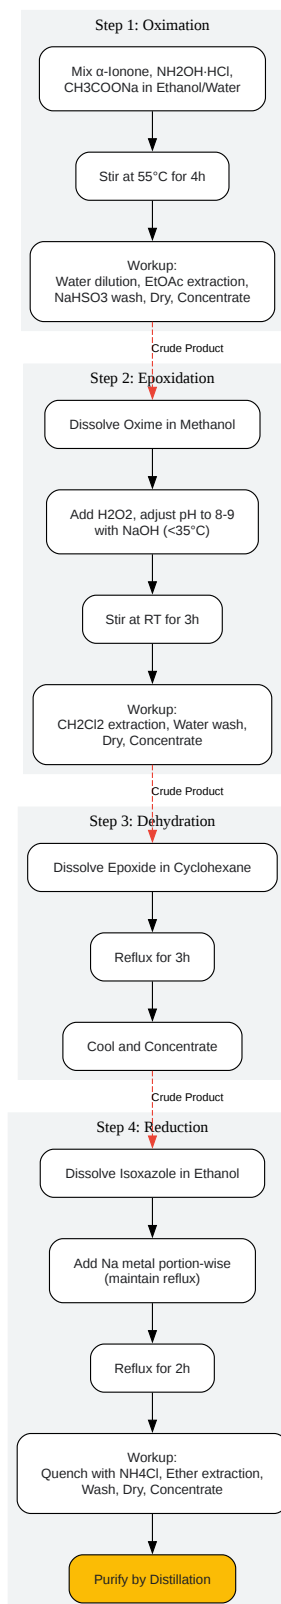 Step 1: Oximation
Mix α-Ionone, NH2OH·HCl,
CH3COONa in Ethanol/Water
Stir at 55°C for 4h
Workup:
Water dilution, EtOAc extraction,
NaHSO3 wash, Dry, Concentrate
Crude Product
Step 2: Epoxidation
Dissolve Oxime in Methanol
Add H2O2, adjust pH to 8-9
with NaOH (<35°C)
Stir at RT for 3h
Workup:
CH2Cl2 extraction, Water wash,
Dry, Concentrate
Crude Product
Step 3: Dehydration
Dissolve Epoxide in Cyclohexane
Reflux for 3h
Cool and Concentrate
Crude Product
Step 4: Reduction
Dissolve Isoxazole in Ethanol
Add Na metal portion-wise
(maintain reflux)
Reflux for 2h
Workup:
Quench with NH4Cl, Ether extraction,
Wash, Dry, Concentrate
Purify by Distillation